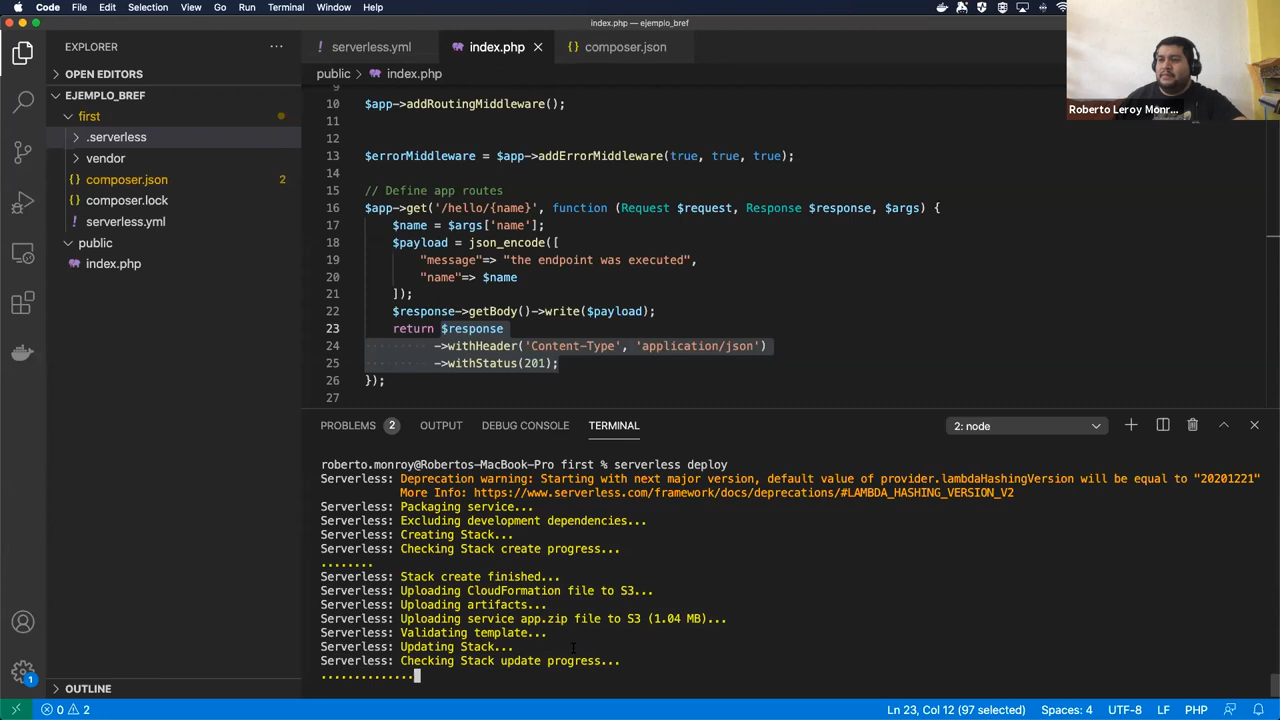 Code File Edit Selection View Go Run Terminal Window Help
index.php — ejemplo_bref
EXPLORER
serverless.yml
index.php
composer.json
OPEN EDITORS
public > index.php
EJEMPLO_BREF
first
.serverless
vendor
composer.json 2
composer.lock
serverless.yml
public
index.php
Roberto Leroy Monr...
9
10 $app->addRoutingMiddleware();
11
12
13 $errorMiddleware = $app->addErrorMiddleware(true, true, true);
14
15 // Define app routes
16 $app->get('/hello/{name}', function (Request $request, Response $response, $args) {
17 $name = $args['name'];
18 $payload = json_encode([
19 "message"=> "the endpoint was executed",
20 "name"=> $name
21 ]);
22 $response->getBody()->write($payload);
23 return $response
24 ->withHeader('Content-Type', 'application/json')
25 ->withStatus(201);
26 });
27
PROBLEMS 2 OUTPUT DEBUG CONSOLE TERMINAL
2: node
roberto.monroy@Robertos-MacBook-Pro first % serverless deploy
Serverless: Deprecation warning: Starting with next major version, default value of provider.lambdaHashingVersion will be equal to "20201221"
More Info: https://www.serverless.com/framework/docs/deprecations/#LAMBDA_HASHING_VERSION_V2
Serverless: Packaging service...
Serverless: Excluding development dependencies...
Serverless: Creating Stack...
Serverless: Checking Stack create progress...
........
Serverless: Stack create finished...
Serverless: Uploading CloudFormation file to S3...
Serverless: Uploading artifacts...
Serverless: Uploading service app.zip file to S3 (1.04 MB)...
Serverless: Validating template...
Serverless: Updating Stack...
Serverless: Checking Stack update progress...
..............
1
OUTLINE
0 2
Ln 23, Col 12 (97 selected) Spaces: 4 UTF-8 LF PHP